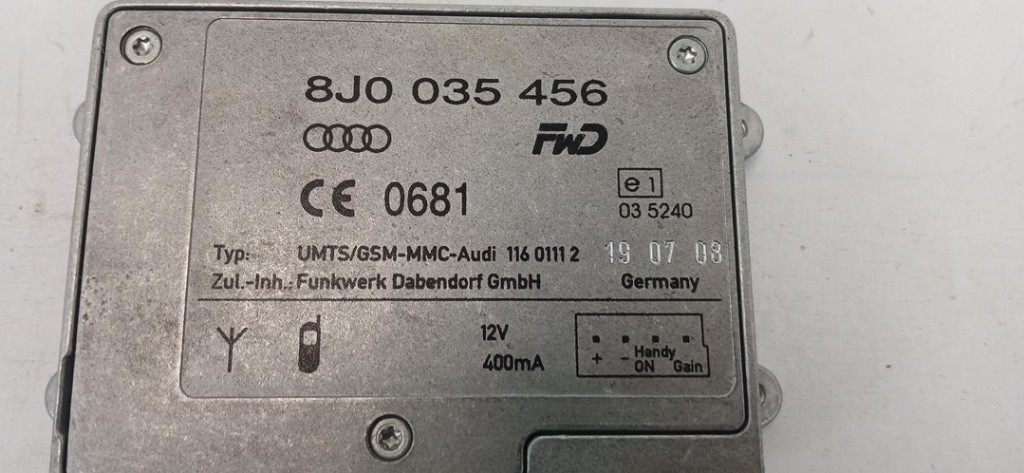 8J0 035 456
FWD
CE 0681
e 1
03 5240
Typ: UMTS/GSM-MMC-Audi 116 0111 2 19 07 08
Zul.-Inh.: Funkwerk Dabendorf GmbH Germany
12V
400mA
+ - Handy ON Gain